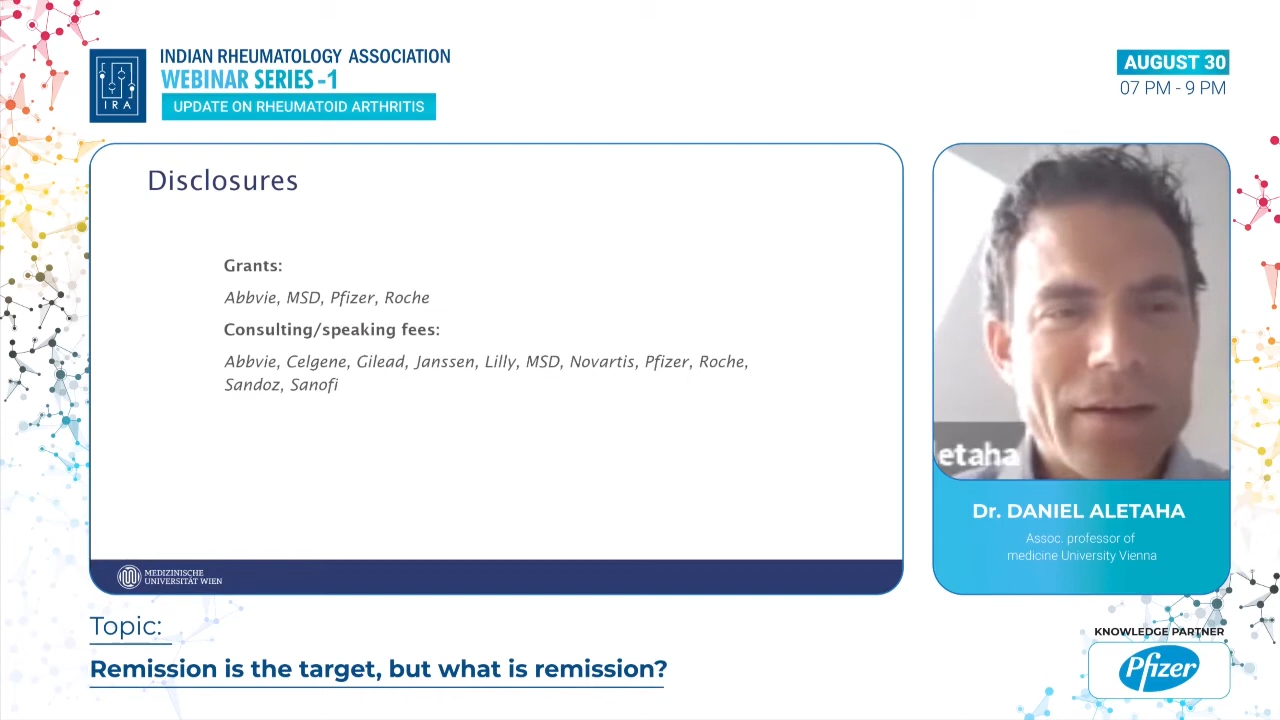 INDIAN RHEUMATOLOGY ASSOCIATION
WEBINAR SERIES -1
UPDATE ON RHEUMATOID ARTHRITIS
IRA
AUGUST 30
07 PM - 9 PM
Disclosures
Grants:
Abbvie, MSD, Pfizer, Roche
Consulting/speaking fees:
Abbvie, Celgene, Gilead, Janssen, Lilly, MSD, Novartis, Pfizer, Roche,
Sandoz, Sanofi
MEDIZINISCHE
UNIVERSITÄT WIEN
etaha
Dr. DANIEL ALETAHA
Assoc. professor of
medicine University Vienna
Topic:
Remission is the target, but what is remission?
KNOWLEDGE PARTNER
Pfizer